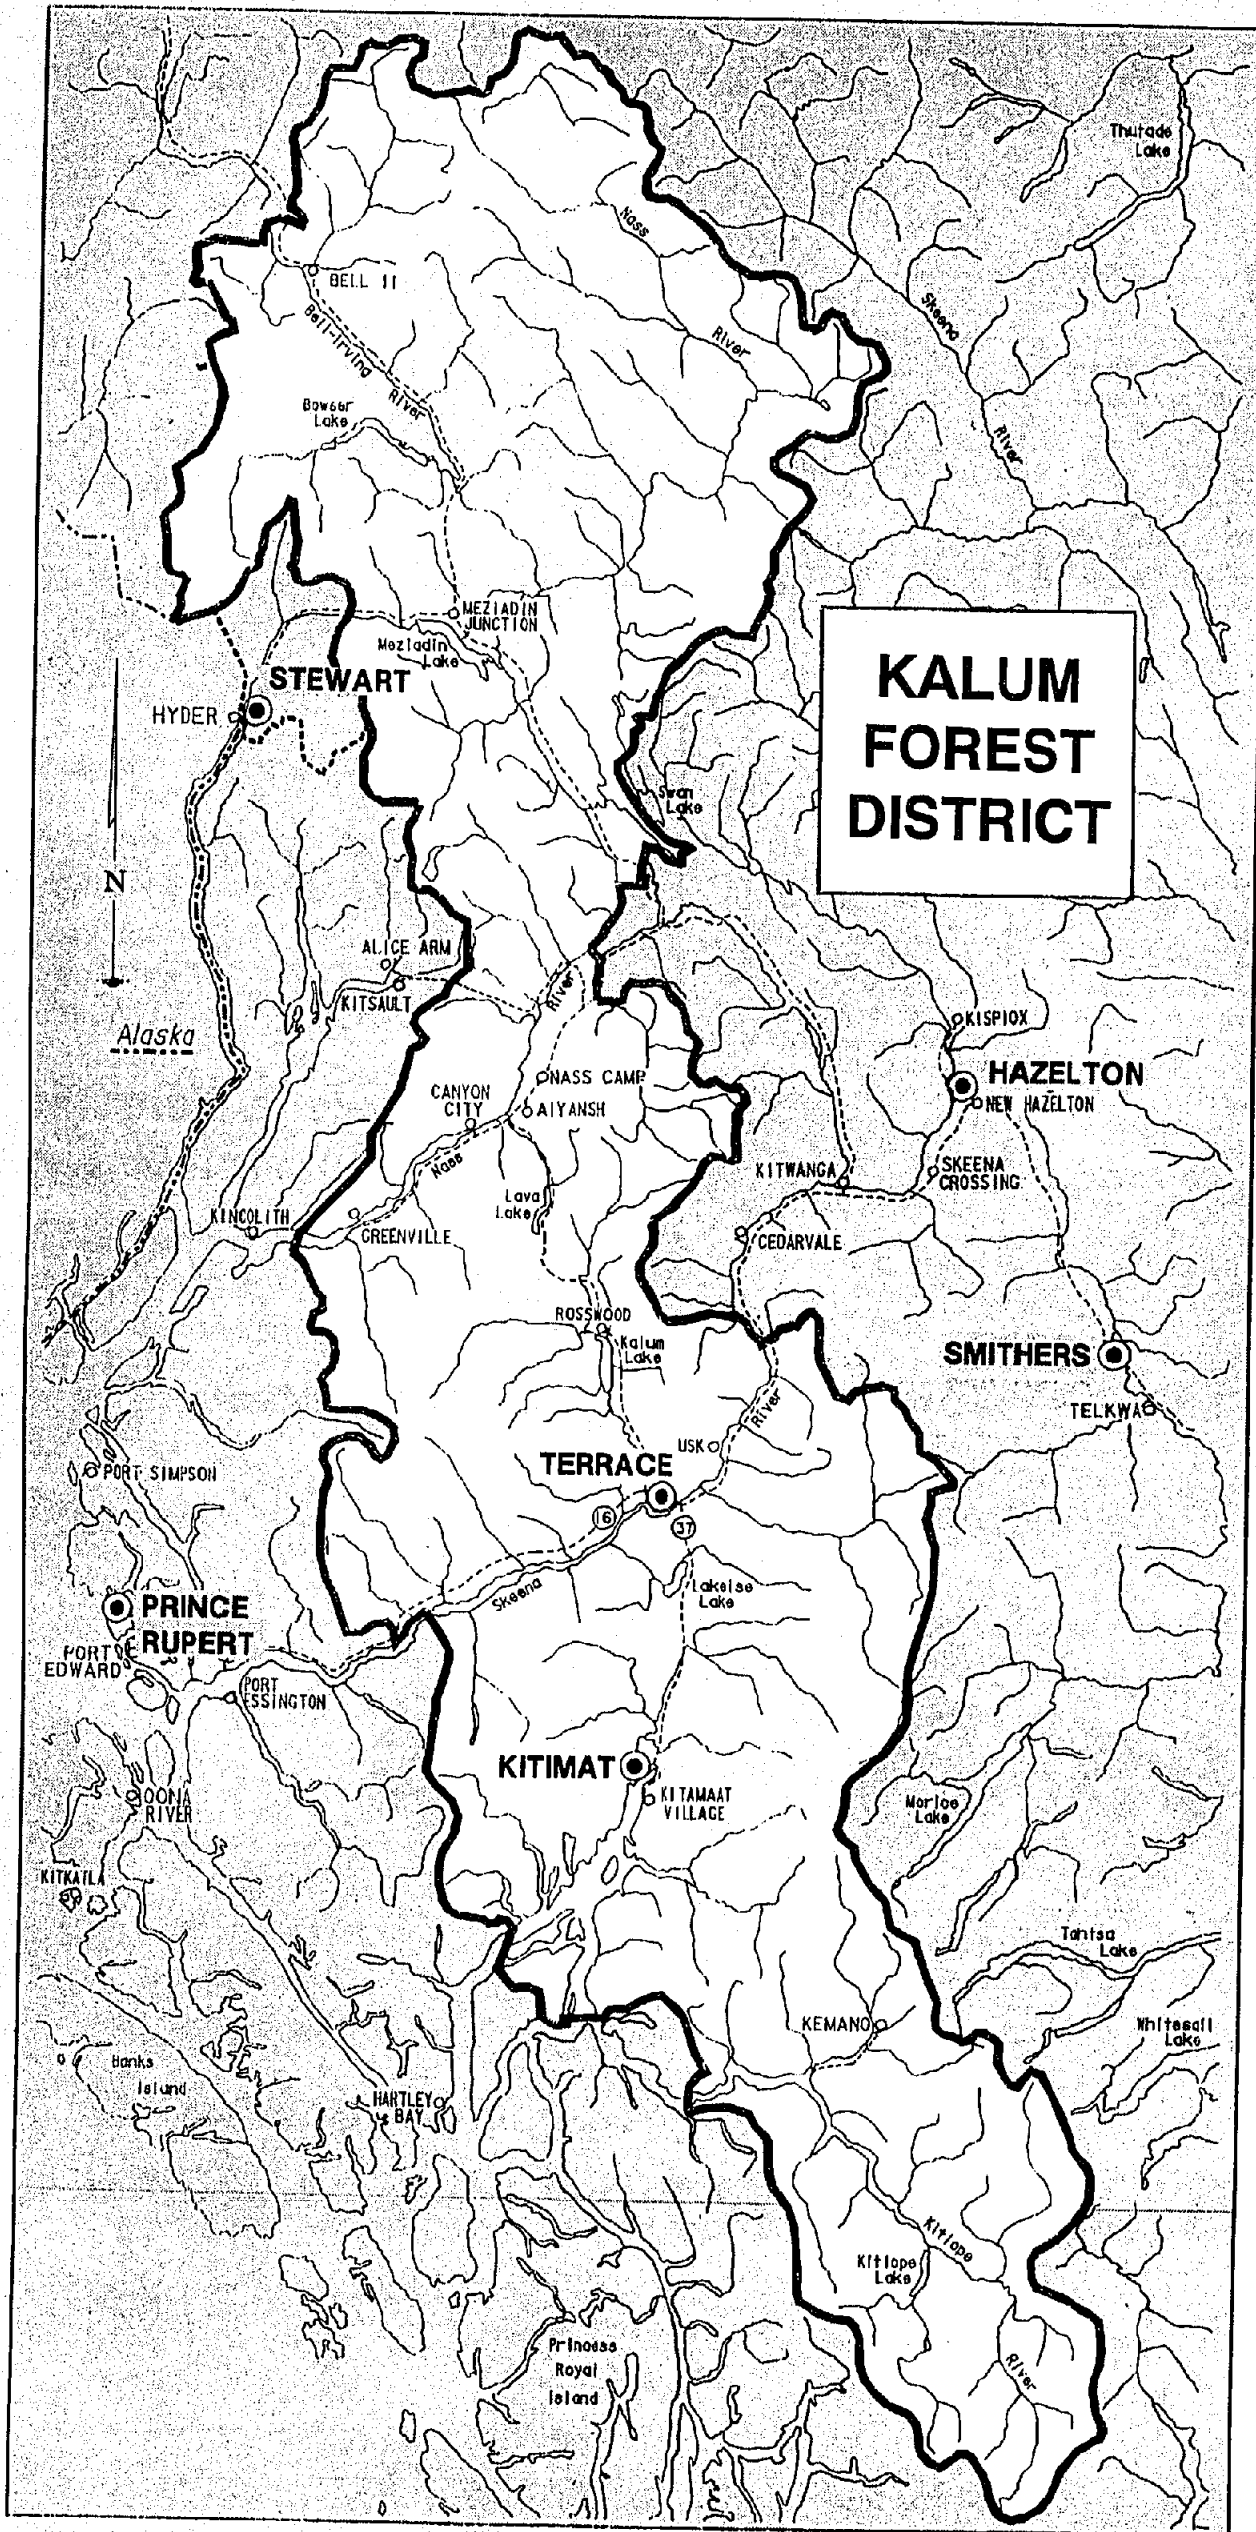 Thutade
Lake
Nass
River
Skeena
River
BELL II
Bell-Irving
River
Bowser
Lake
MEZIADIN
JUNCTION
Meziadin
Lake
KALUM
FOREST
DISTRICT
STEWART
HYDER
Swan
Lake
N
ALICE ARM
KITSAULT
River
Alaska
KISPIOX
HAZELTON
NEW HAZELTON
NASS CAMP
CANYON
CITY
AIYANSH
Nass
KITWANGA
SKEENA
CROSSING
Lava
Lake
KINCOLITH
GREENVILLE
CEDARVALE
ROSSWOOD
Kalum
Lake
SMITHERS
TELKWA
River
USK
TERRACE
PORT SIMPSON
16
37
Skeena
Lakelse
Lake
PRINCE
RUPERT
PORT
EDWARD
PORT
ESSINGTON
KITIMAT
KITAMAAT
VILLAGE
OONA
RIVER
Morice
Lake
KITKATLA
Tahtsa
Lake
KEMANO
Whitesail
Lake
Banks
Island
HARTLEY
BAY
Kitlope
River
Kitlope
Lake
Princess
Royal
Island